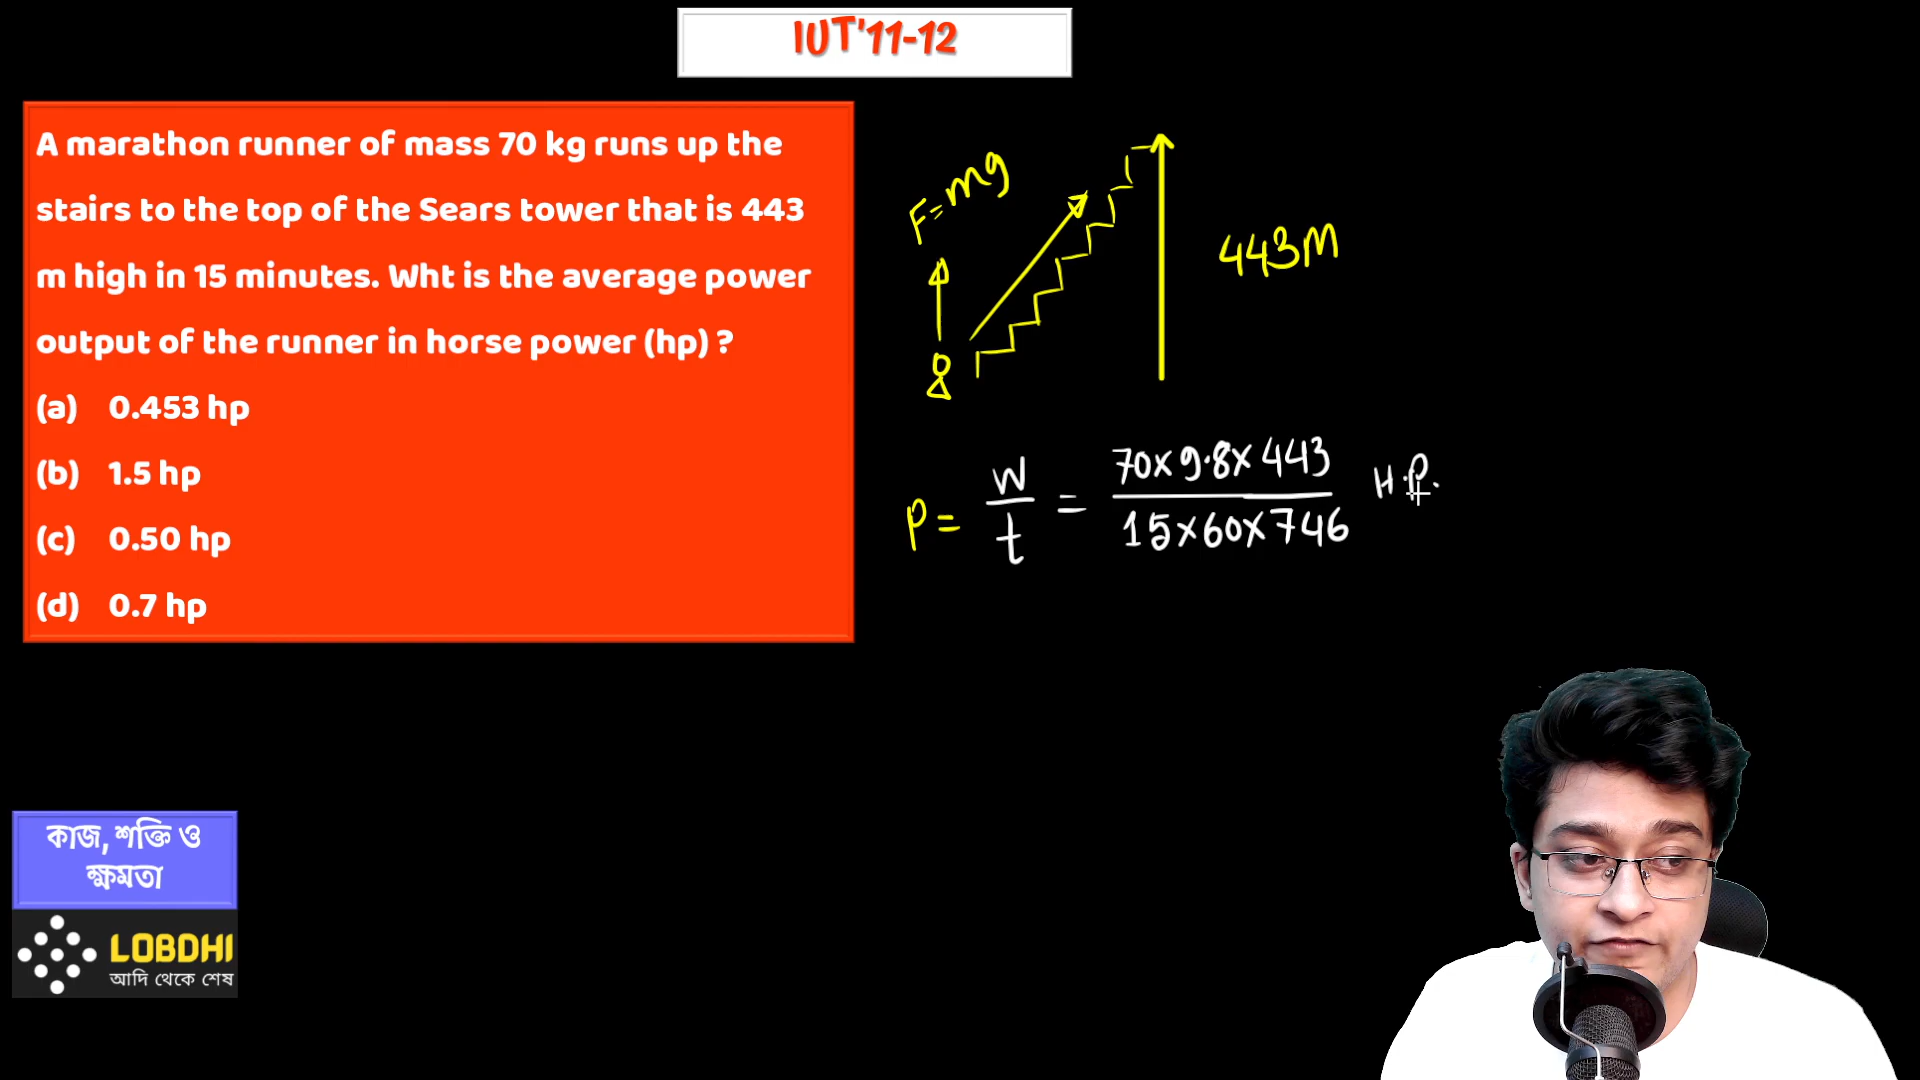 IUT'11-12
A marathon runner of mass 70 kg runs up the
stairs to the top of the Sears tower that is 443
m high in 15 minutes. Wht is the average power
output of the runner in horse power (hp) ?
(a) 0.453 hp
(b) 1.5 hp
(c) 0.50 hp
(d) 0.7 hp
F=mg
443m
P = W/t = 70×9.8×443/15×60×746 H.P.
কাজ, শক্তি ও
ক্ষমতা
LOBDHI
আদি থেকে শেষ